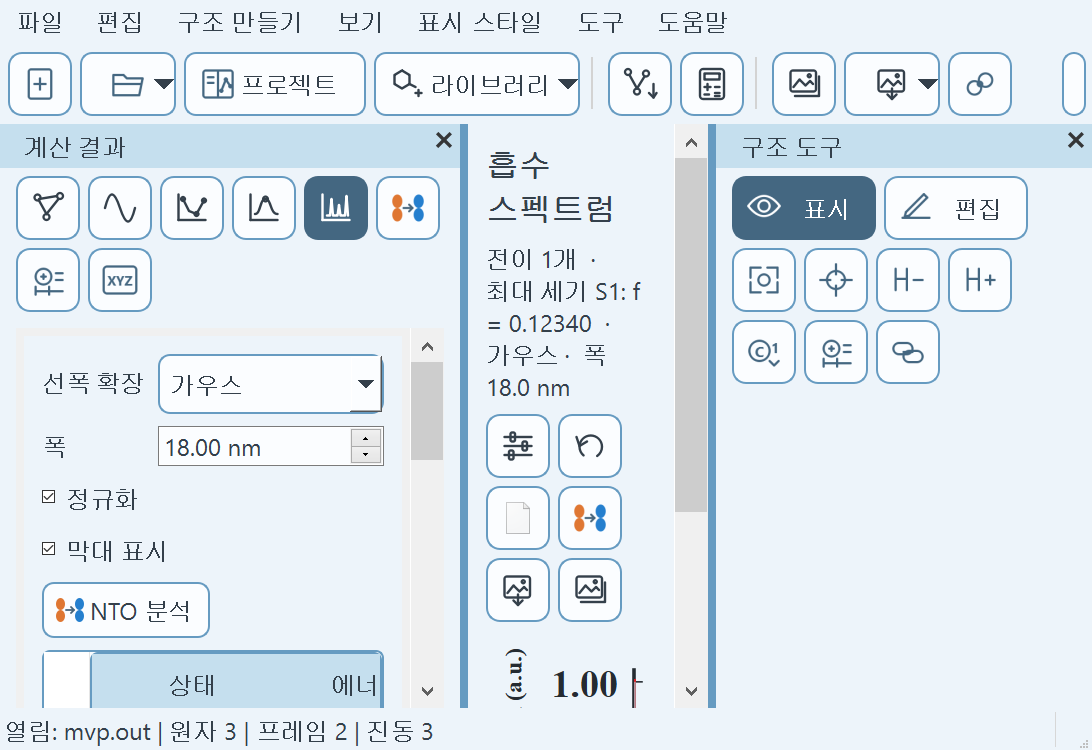 파일 편집 구조 만들기 보기 표시 스타일 도구 도움말
프로젝트 라이브러리
계산 결과
XYZ
선폭 확장 가우스
폭 18.00 nm
정규화
막대 표시
NTO 분석
상태 에너
흡수
스펙트럼
전이 1개 ·
최대 세기 S1: f
= 0.12340 ·
가우스 · 폭
18.0 nm
(a.u.) 1.00
구조 도구
표시 편집
H− H+
C 1
열림: mvp.out | 원자 3 | 프레임 2 | 진동 3